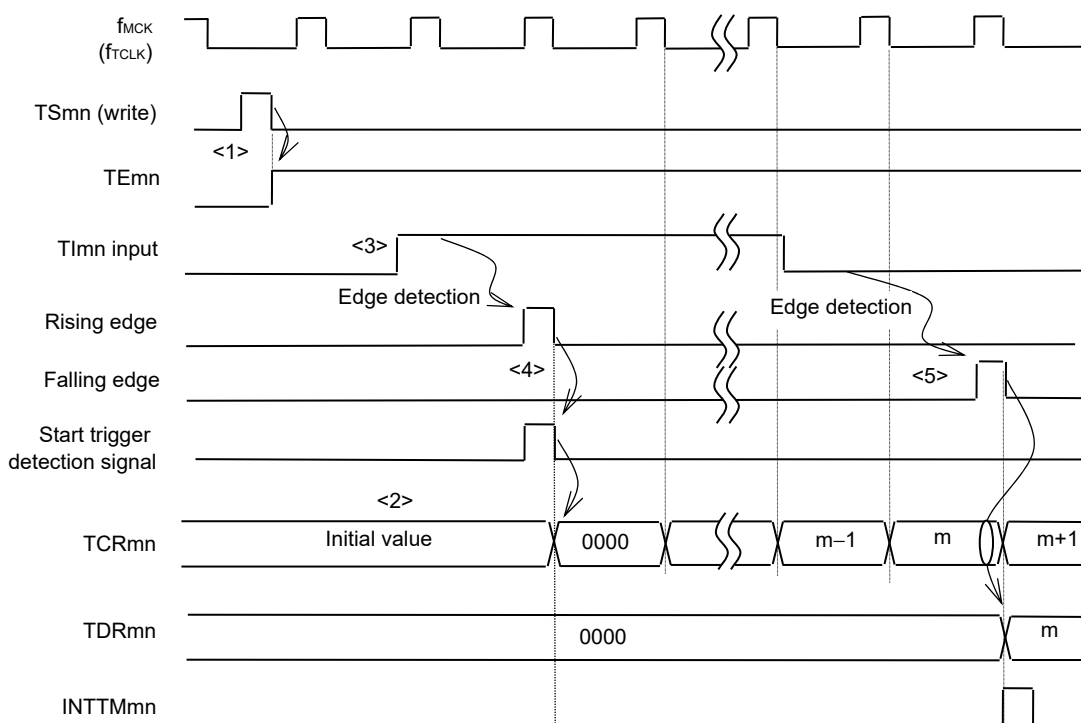 fMCK
(fTCLK)
TSmn (write)
<1>
TEmn
TImn input
<3>
Edge detection
Edge detection
Rising edge
<4>
<5>
Falling edge
Start trigger
detection signal
<2>
TCRmn
Initial value
0000
m−1
m
m+1
TDRmn
0000
m
INTTMmn